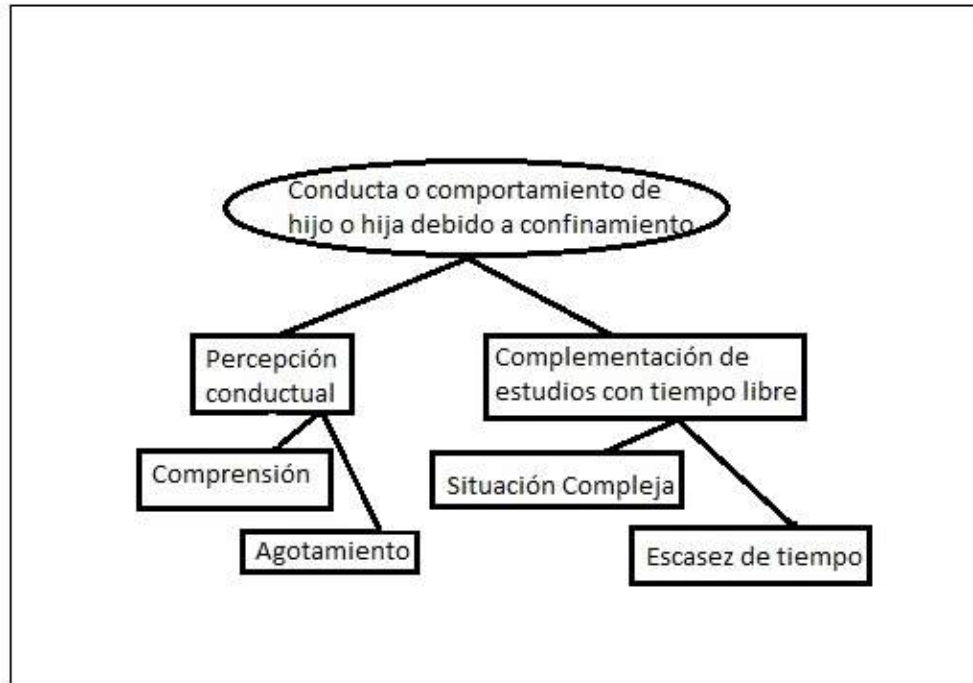 Conducta o comportamiento de
hijo o hija debido a confinamiento
Percepción
conductual
Complementación de
estudios con tiempo libre
Comprensión
Situación Compleja
Agotamiento
Escasez de tiempo